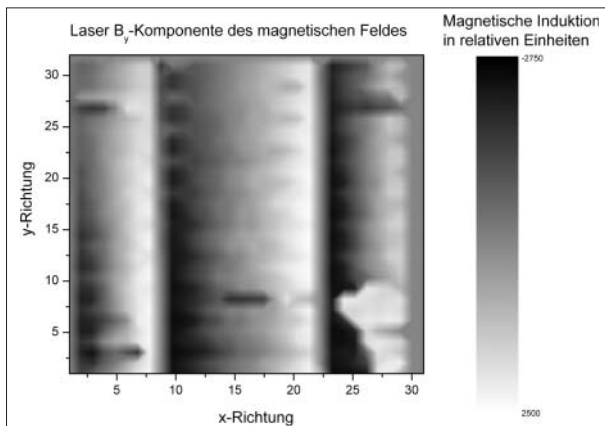 Laser By-Komponente des magnetischen Feldes
Magnetische Induktion
in relativen Einheiten
-2750
2500
30
25
20
15
10
5
y-Richtung
5
10
15
20
25
30
x-Richtung